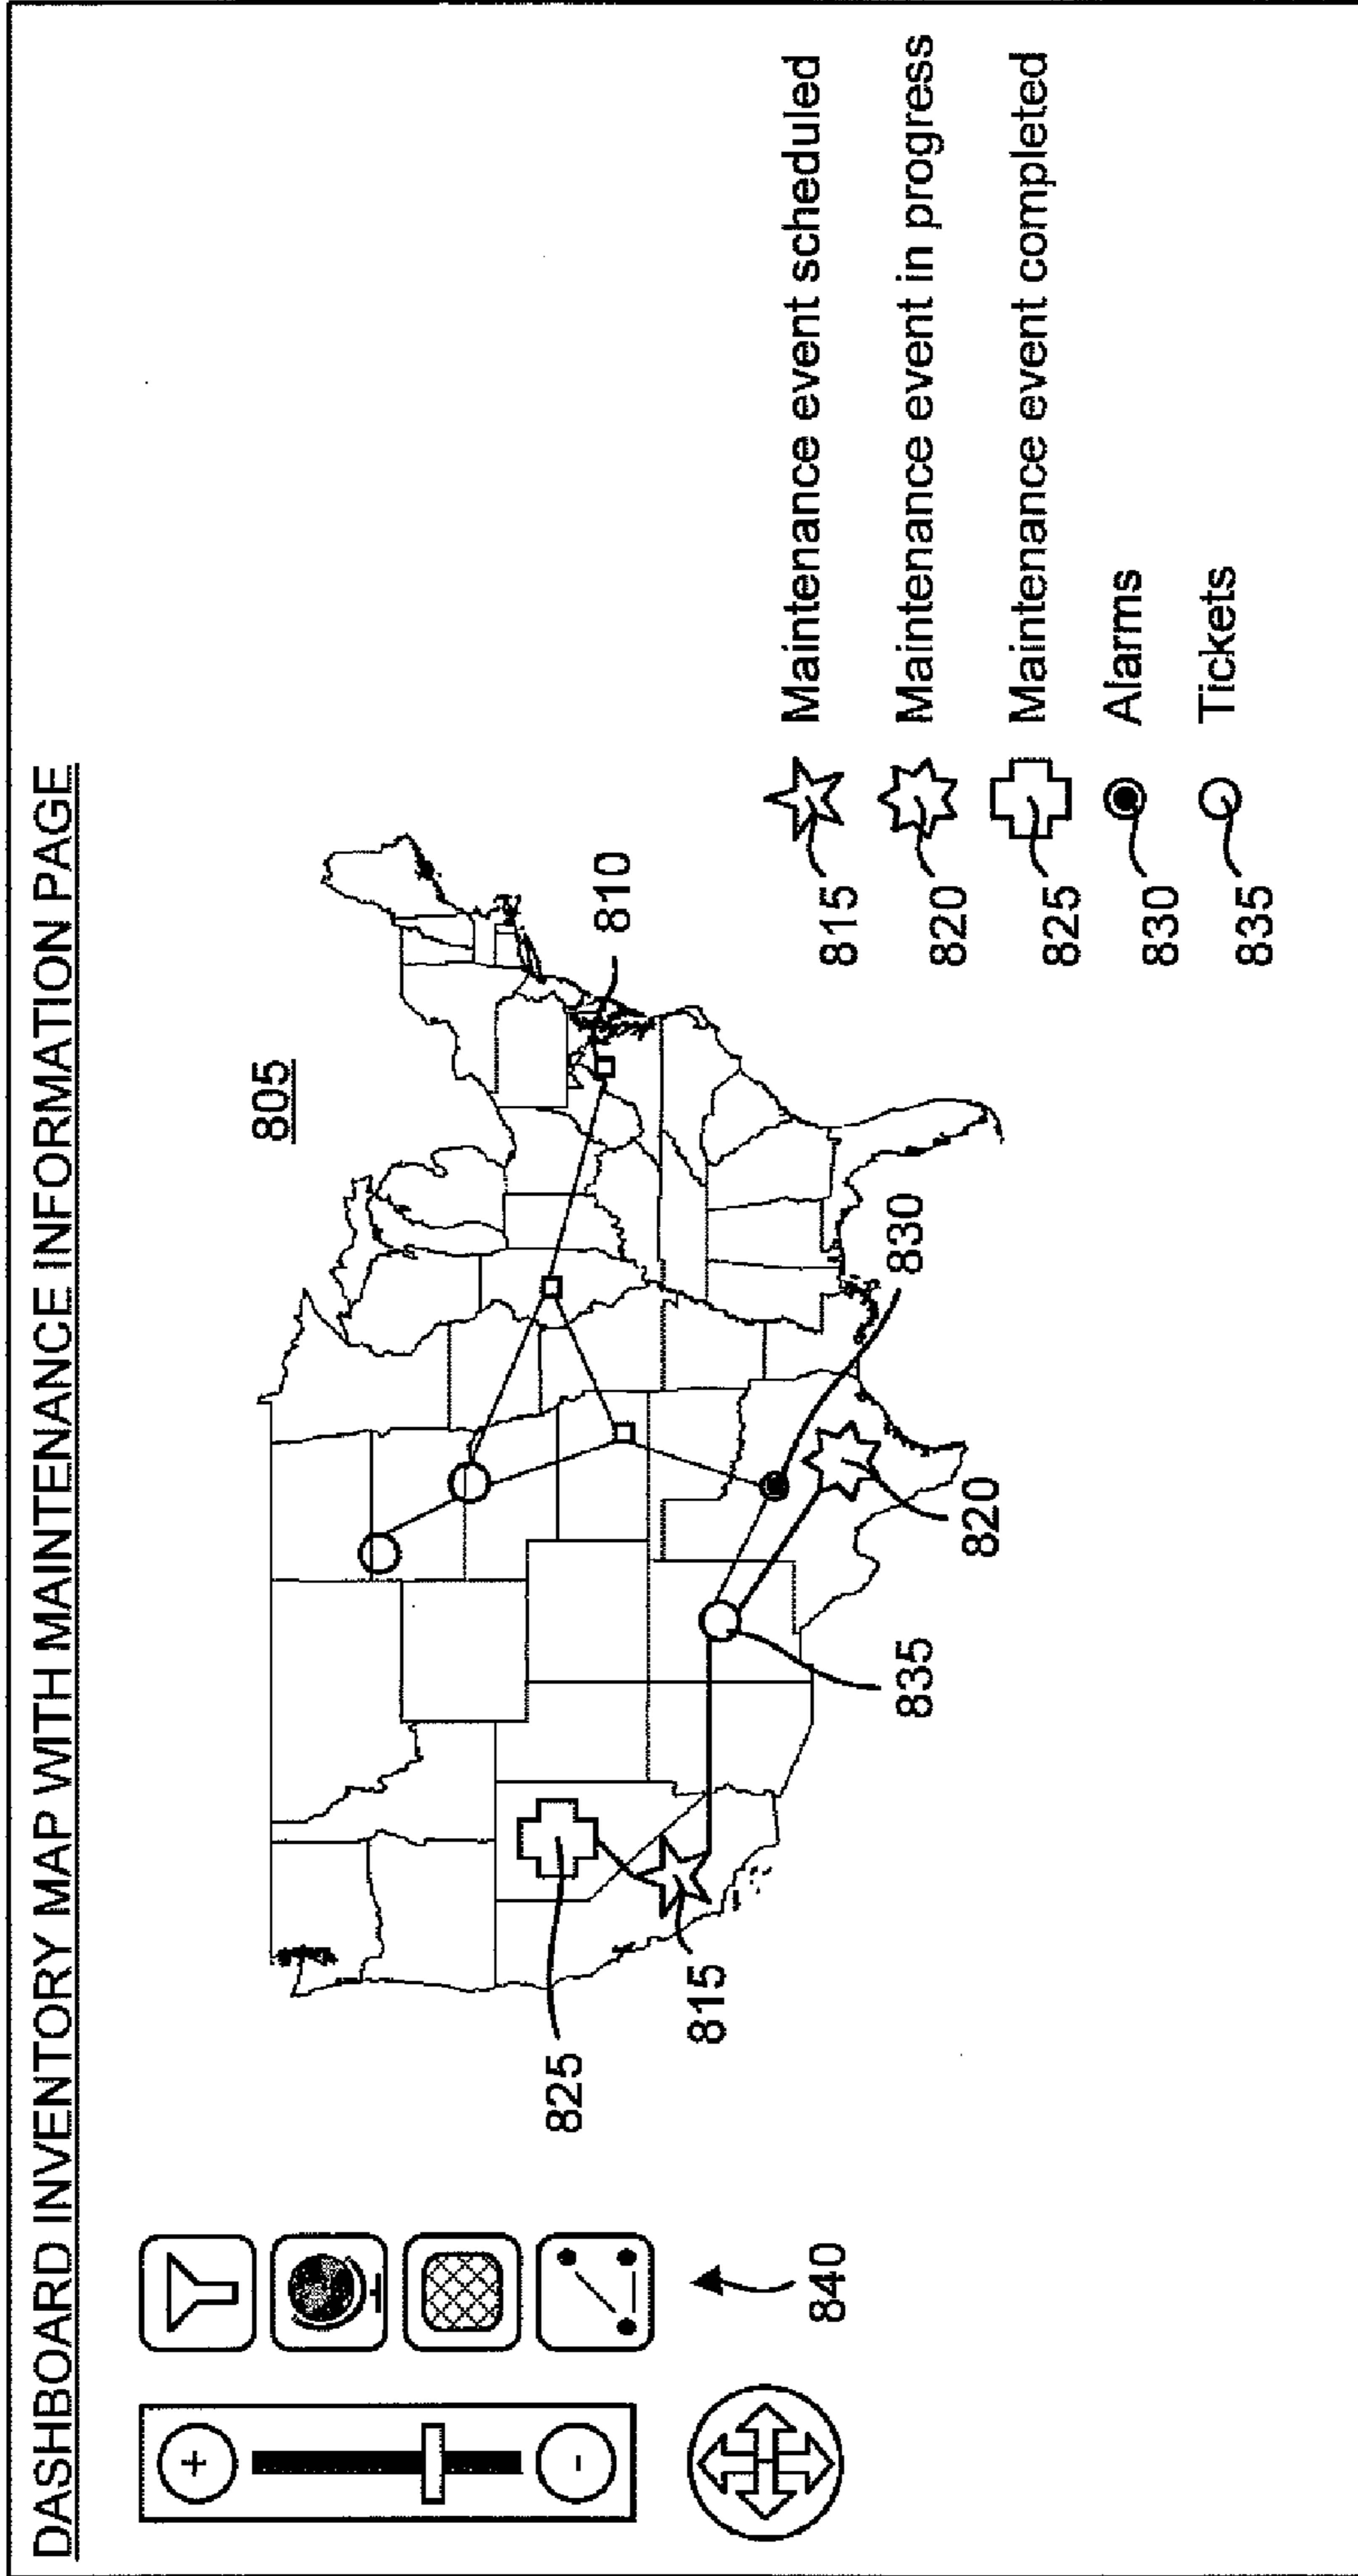 DASHBOARD INVENTORY MAP WITH MAINTENANCE INFORMATION PAGE
+
-
840
805
825
815
835
820
830
810
815 Maintenance event scheduled
820 Maintenance event in progress
825 Maintenance event completed
830 Alarms
835 Tickets